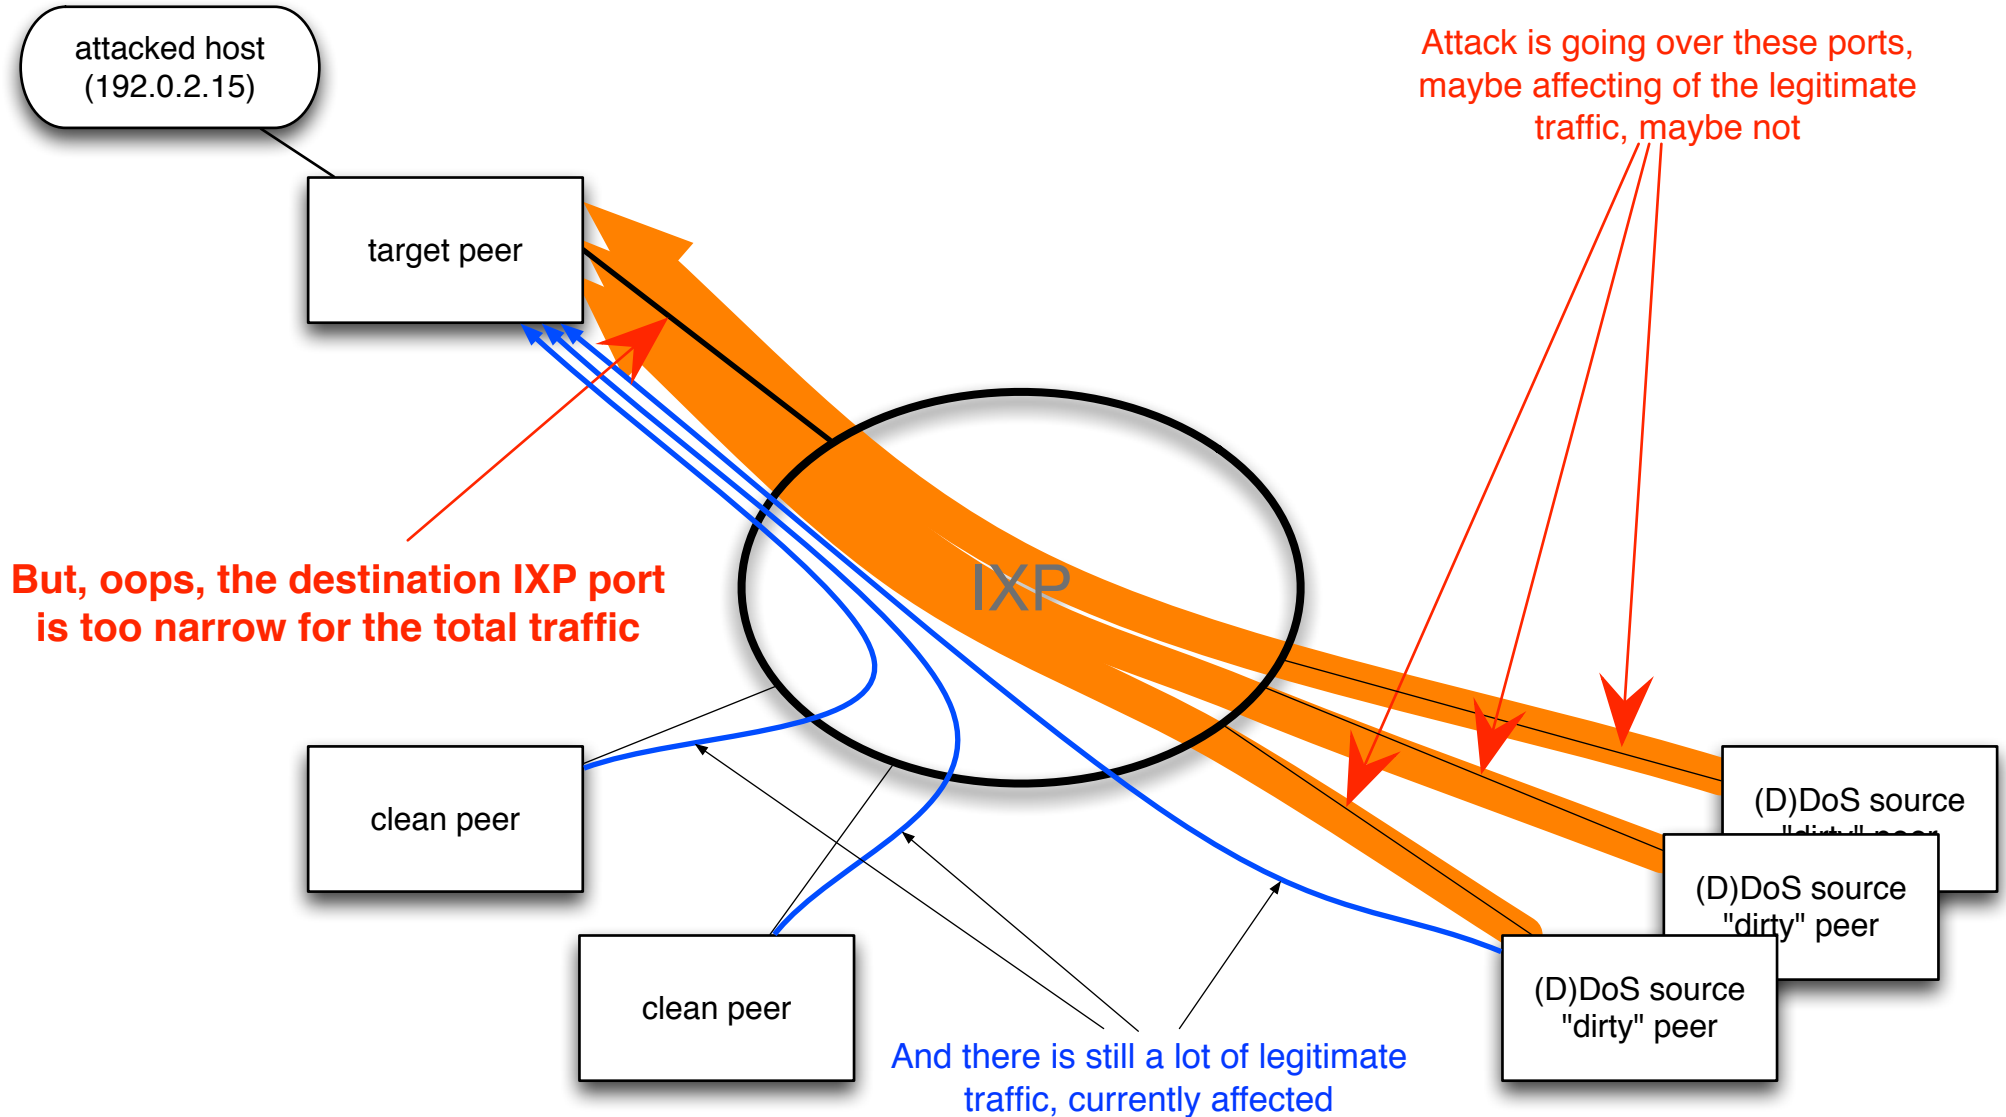 attacked host
(192.0.2.15)
Attack is going over these ports,
maybe affecting of the legitimate
traffic, maybe not
target peer
But, oops, the destination IXP port
is too narrow for the total traffic
IXP
clean peer
clean peer
(D)DoS source
"dirty" peer
(D)DoS source
"dirty" peer
(D)DoS source
"dirty" peer
And there is still a lot of legitimate
traffic, currently affected